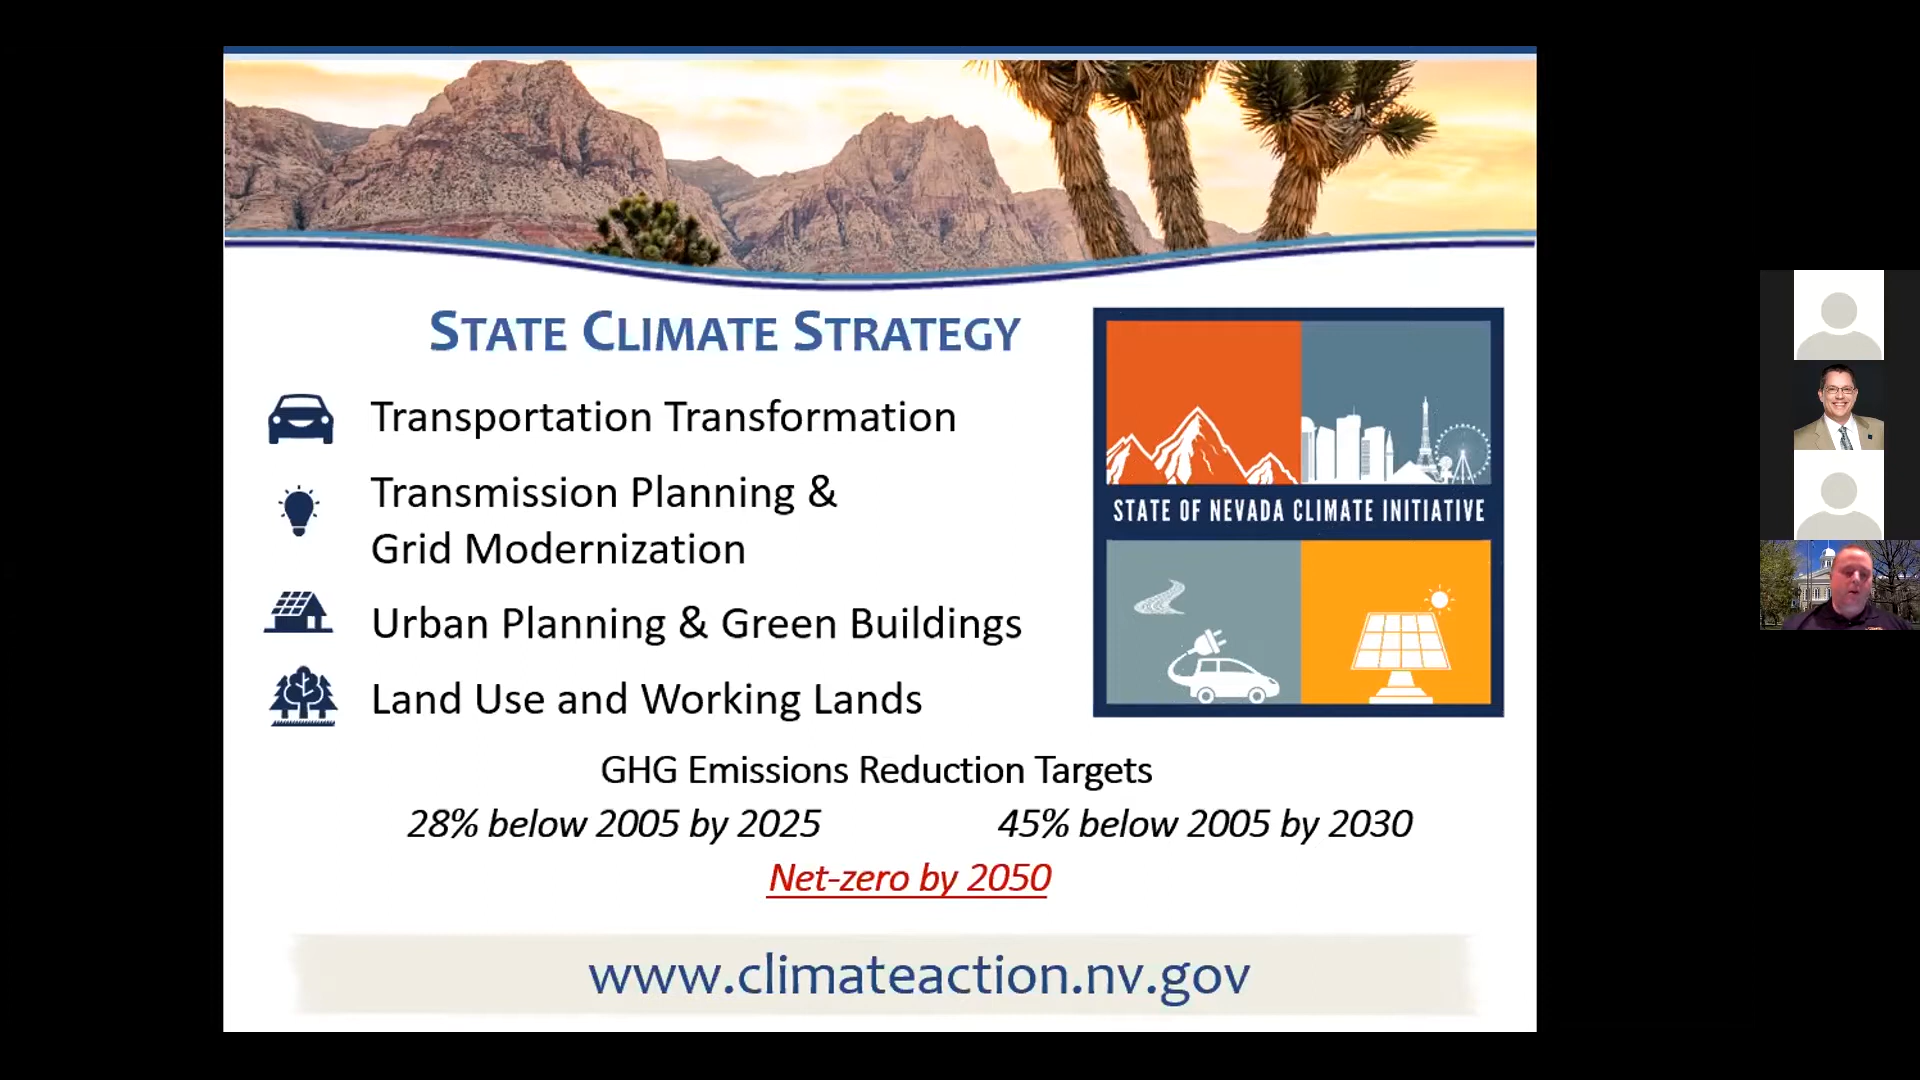 STATE CLIMATE STRATEGY
Transportation Transformation
Transmission Planning &
Grid Modernization
Urban Planning & Green Buildings
Land Use and Working Lands
STATE OF NEVADA CLIMATE INITIATIVE
GHG Emissions Reduction Targets
28% below 2005 by 2025 45% below 2005 by 2030
Net-zero by 2050
www.climateaction.nv.gov